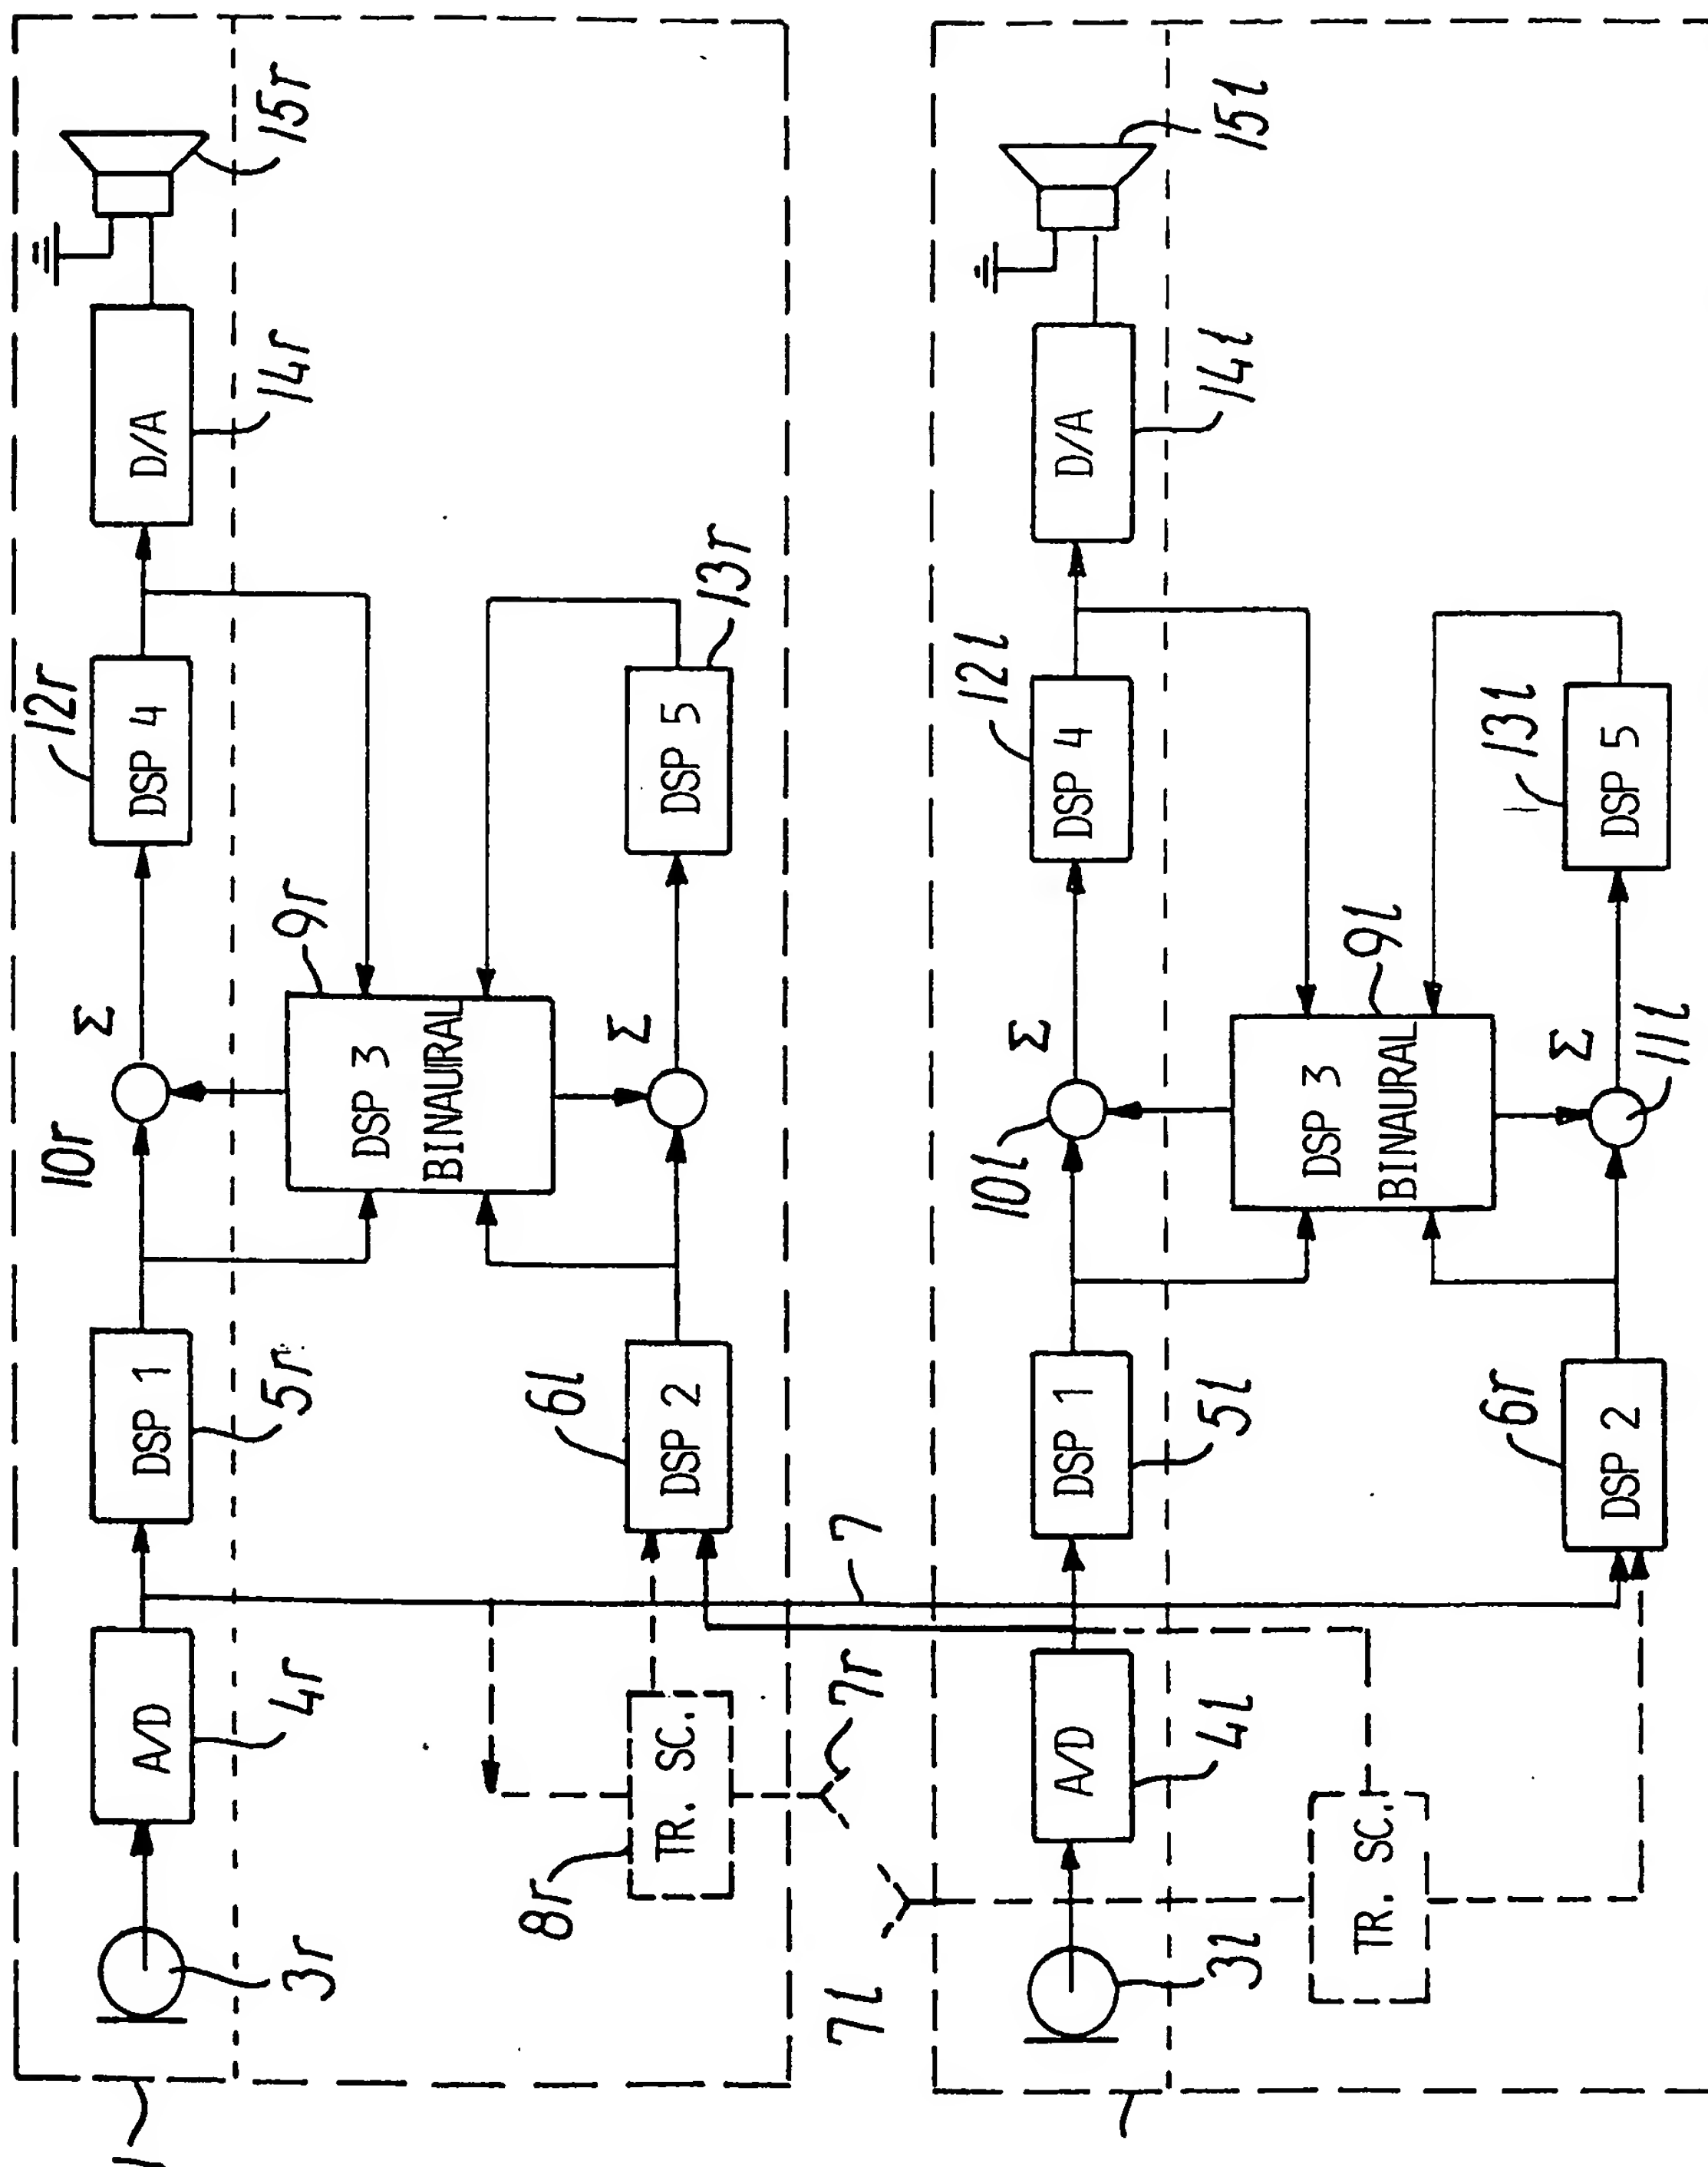 3r
4r
A/D
5r
DSP 1
10r
Σ
12r
DSP 4
14r
D/A
15r
8r
TR. SC.
7r
7
6l
DSP 2
9r
DSP 3
BINAURAL
Σ
13r
DSP 5
7l
3l
4l
A/D
5l
DSP 1
10l
Σ
12l
DSP 4
14l
D/A
15l
TR. SC.
6r
DSP 2
9l
DSP 3
BINAURAL
Σ
11l
13l
DSP 5